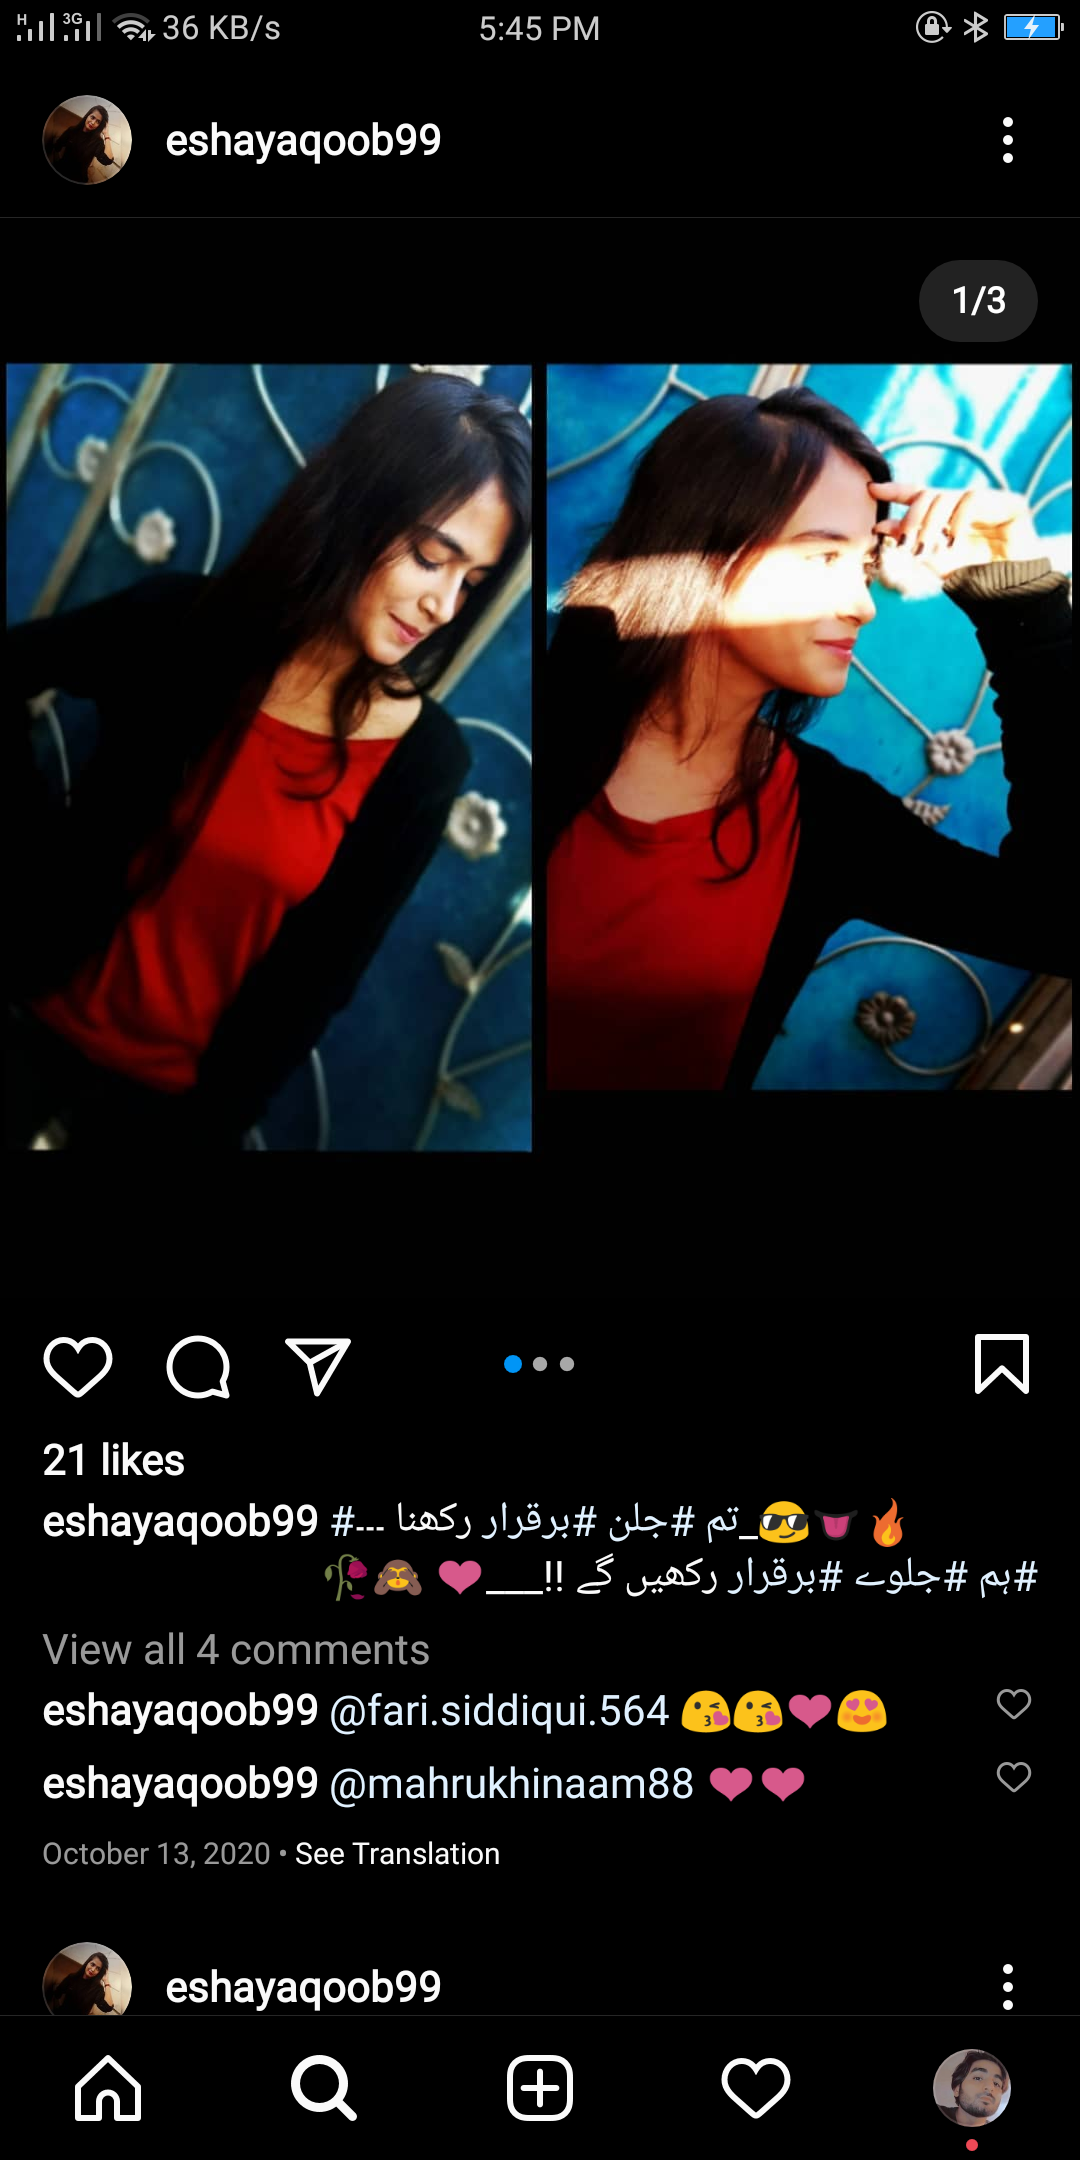 H 3G 36 KB/s 5:45 PM
eshayaqoob99
1/3
21 likes
eshayaqoob99 #تم #جلن #برقرار رکھنا ---_😎👅🔥
#ہم #جلوے #برقرار رکھیں گے !!___❤🙈🥀
View all 4 comments
eshayaqoob99 @fari.siddiqui.564 😘😘❤😍
eshayaqoob99 @mahrukhinaam88 ❤❤
October 13, 2020 • See Translation
eshayaqoob99